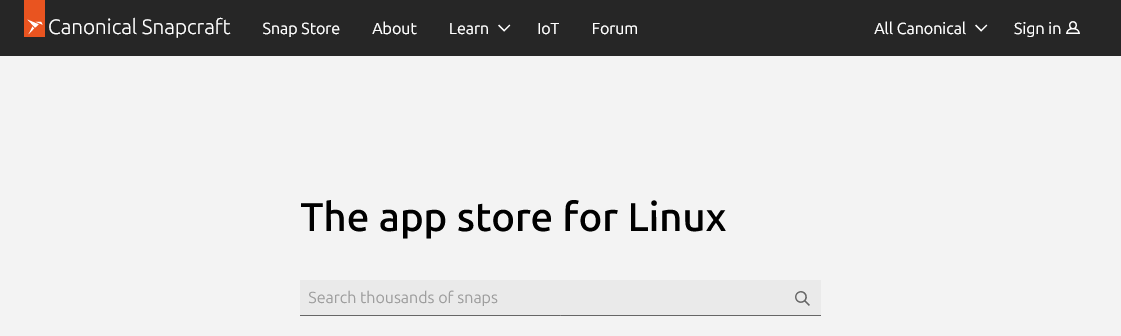 Canonical Snapcraft Snap Store About Learn IoT Forum All Canonical Sign in
The app store for Linux
Search thousands of snaps